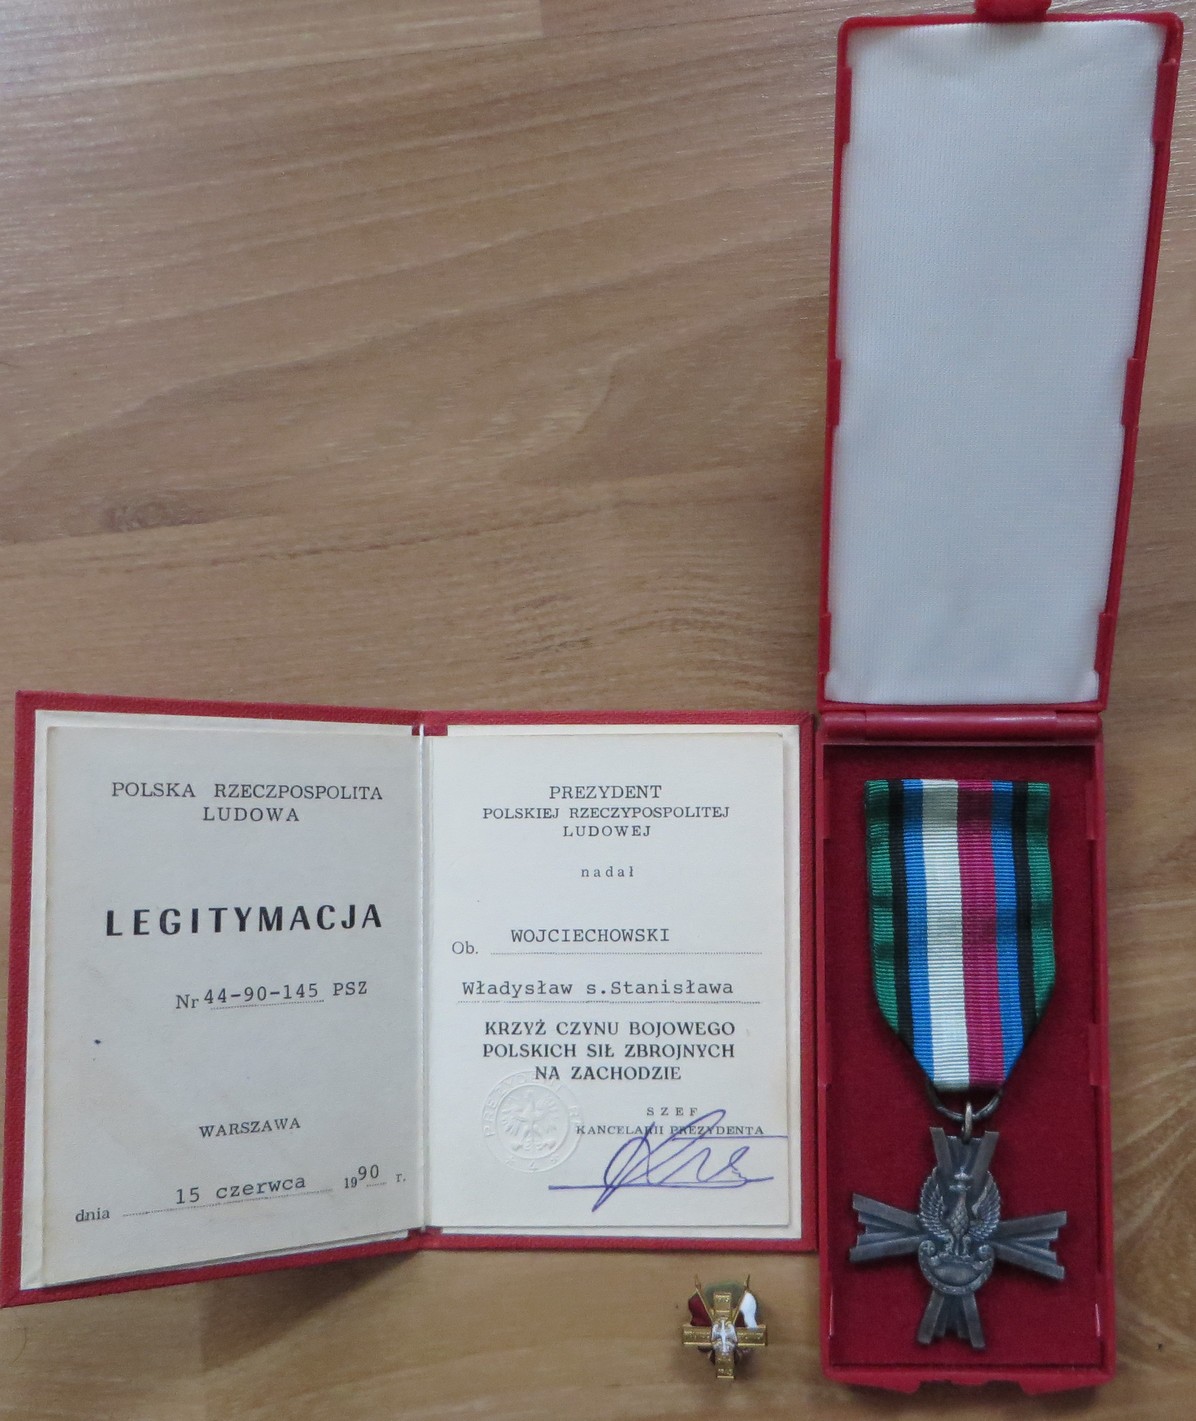 POLSKA RZECZPOSPOLITA
LUDOWA
LEGITYMACJA
Nr 44-90-145 PSZ
WARSZAWA
dnia 15 czerwca 1990 r.
PREZYDENT
POLSKIEJ RZECZYPOSPOLITEJ
LUDOWEJ
nadał
Ob. WOJCIECHOWSKI
Władysław s.Stanisława
KRZYŻ CZYNU BOJOWEGO
POLSKICH SIŁ ZBROJNYCH
NA ZACHODZIE
SZEF
KANCELARII PREZYDENTA